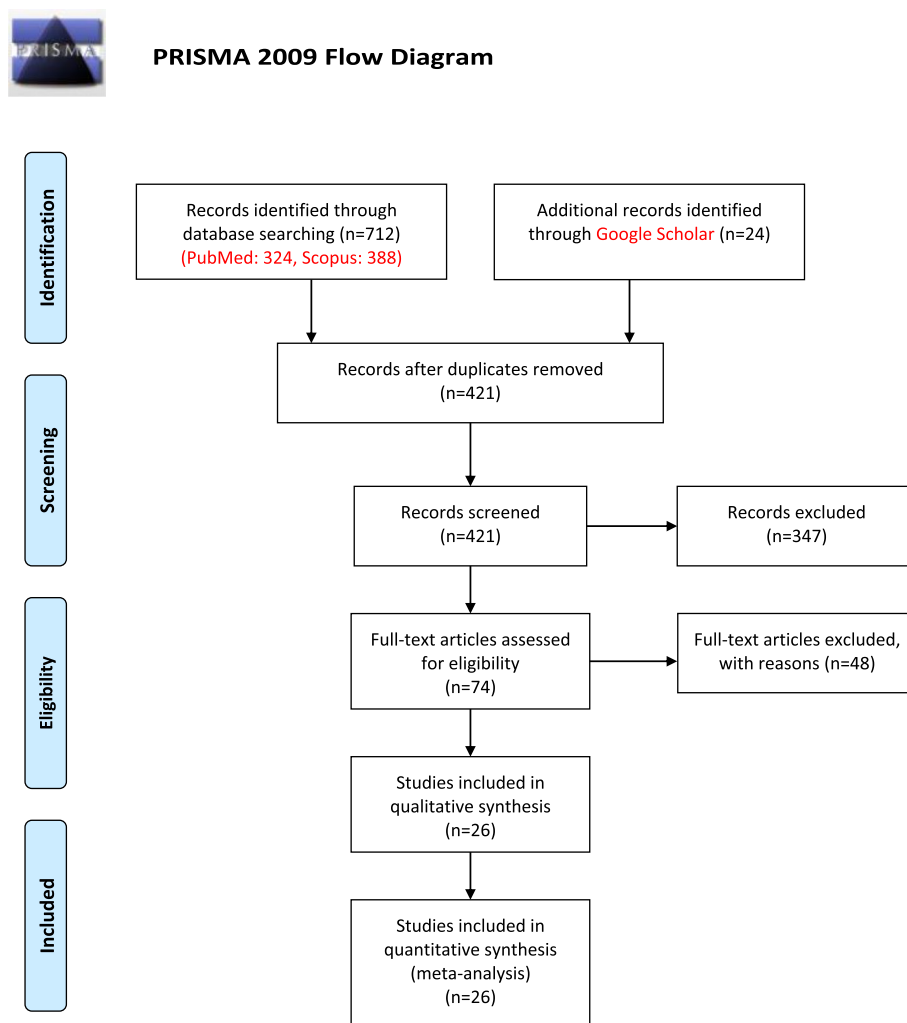 PRISMA
PRISMA 2009 Flow Diagram
Identification
Records identified through
database searching (n=712)
(PubMed: 324, Scopus: 388)
Additional records identified
through Google Scholar (n=24)
Records after duplicates removed
(n=421)
Screening
Records screened
(n=421)
Records excluded
(n=347)
Eligibility
Full-text articles assessed
for eligibility
(n=74)
Full-text articles excluded,
with reasons (n=48)
Studies included in
qualitative synthesis
(n=26)
Included
Studies included in
quantitative synthesis
(meta-analysis)
(n=26)